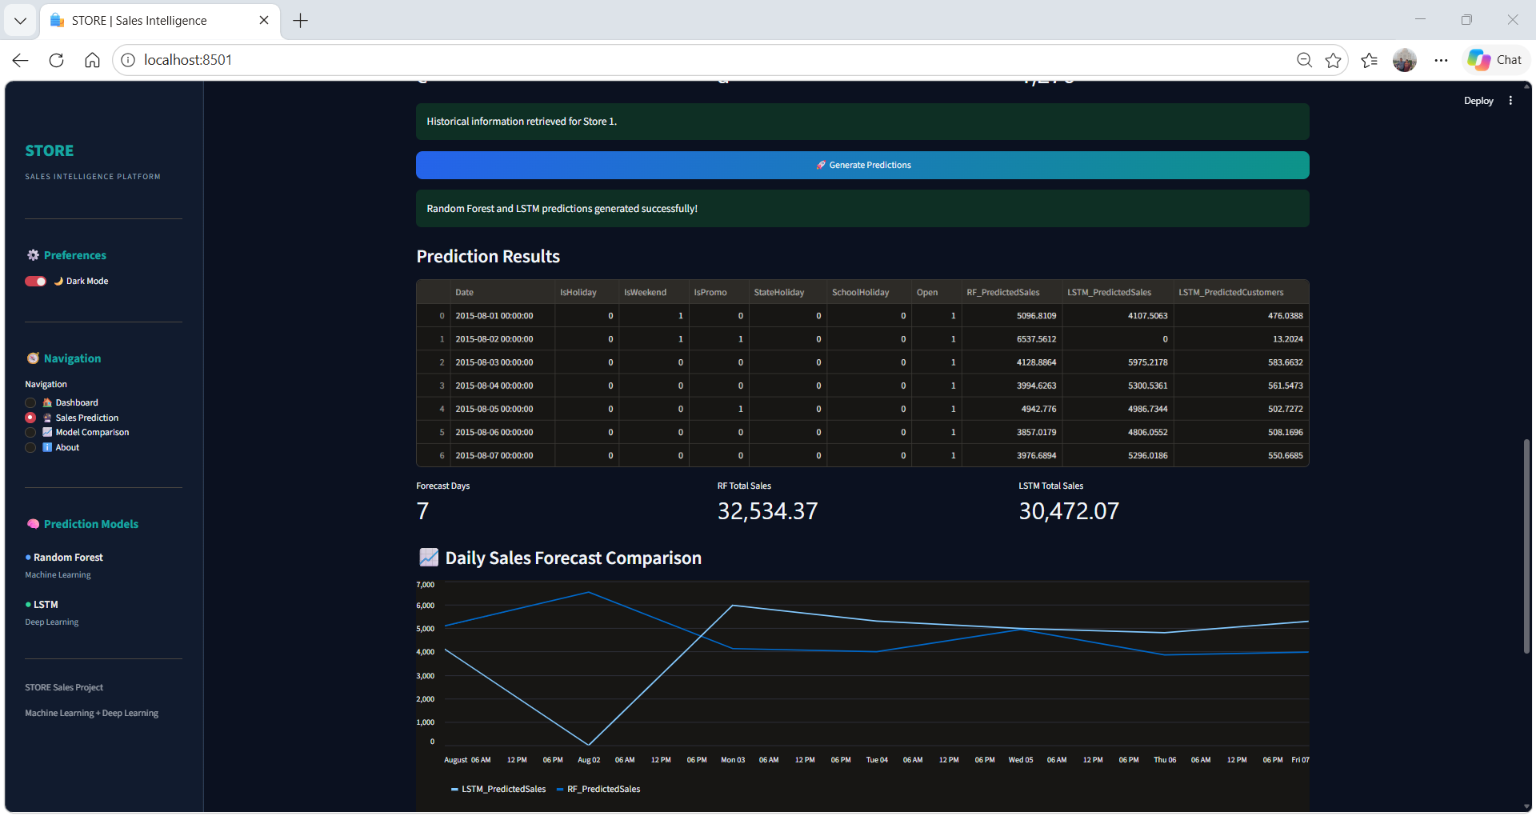 STORE | Sales Intelligence
localhost:8501
Chat
Deploy
STORE
SALES INTELLIGENCE PLATFORM
Preferences
Dark Mode
Navigation
Navigation
Dashboard
Sales Prediction
Model Comparison
About
Prediction Models
Random Forest
Machine Learning
LSTM
Deep Learning
STORE Sales Project
Machine Learning + Deep Learning
Historical information retrieved for Store 1.
Generate Predictions
Random Forest and LSTM predictions generated successfully!
Prediction Results
Date IsHoliday IsWeekend IsPromo StateHoliday SchoolHoliday Open RF_PredictedSales LSTM_PredictedSales LSTM_PredictedCustomers
0 2015-08-01 00:00:00 0 1 0 0 0 1 5096.8109 4107.5063 476.0388
1 2015-08-02 00:00:00 0 1 1 0 0 1 6537.5612 0 13.2024
2 2015-08-03 00:00:00 0 0 0 0 0 1 4128.8864 5975.2178 583.6632
3 2015-08-04 00:00:00 0 0 0 0 0 1 3994.6263 5300.5361 561.5473
4 2015-08-05 00:00:00 0 0 1 0 0 1 4942.776 4986.7344 502.7272
5 2015-08-06 00:00:00 0 0 0 0 0 1 3857.0179 4806.0552 508.1696
6 2015-08-07 00:00:00 0 0 0 0 0 1 3976.6894 5296.0186 550.6685
Forecast Days RF Total Sales LSTM Total Sales
7 32,534.37 30,472.07
Daily Sales Forecast Comparison
7,000
6,000
5,000
4,000
3,000
2,000
1,000
0
August 06 AM 12 PM 06 PM Aug 02 06 AM 12 PM 06 PM Mon 03 06 AM 12 PM 06 PM Tue 04 06 AM 12 PM 06 PM Wed 05 06 AM 12 PM 06 PM Thu 06 06 AM 12 PM 06 PM Fri 07
LSTM_PredictedSales RF_PredictedSales